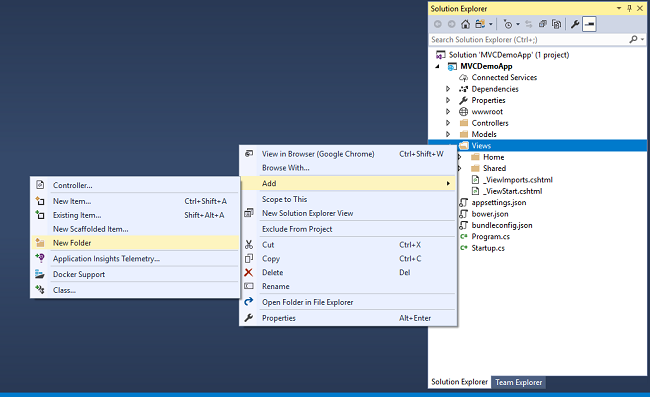 Solution Explorer
Search Solution Explorer (Ctrl+;)
Solution 'MVCDemoApp' (1 project)
MVCDemoApp
Connected Services
Dependencies
Properties
wwwroot
Controllers
Models
Views
Home
Shared
_ViewImports.cshtml
_ViewStart.cshtml
appsettings.json
bower.json
bundleconfig.json
Program.cs
Startup.cs
View in Browser (Google Chrome) Ctrl+Shift+W
Browse With...
Add
Scope to This
New Solution Explorer View
Exclude From Project
Cut Ctrl+X
Copy Ctrl+C
Delete Del
Rename
Open Folder in File Explorer
Properties Alt+Enter
Controller...
New Item... Ctrl+Shift+A
Existing Item... Shift+Alt+A
New Scaffolded Item...
New Folder
Application Insights Telemetry...
Docker Support
Class...
Solution Explorer Team Explorer